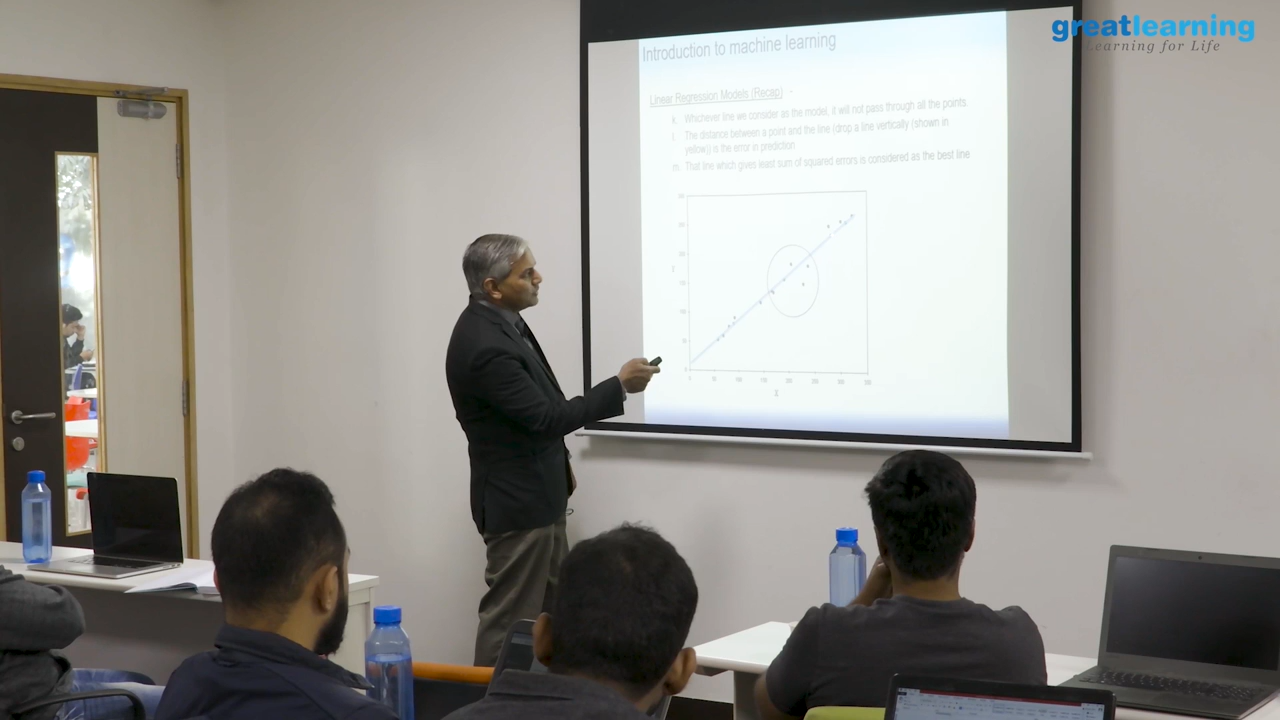 greatlearning
Learning for Life
Introduction to machine learning
Linear Regression Models (Recap) -
k. Whichever line we consider as the model, it will not pass through all the points.
l. The distance between a point and the line (drop a line vertically (shown in
yellow)) is the error in prediction
m. That line which gives least sum of squared errors is considered as the best line
X